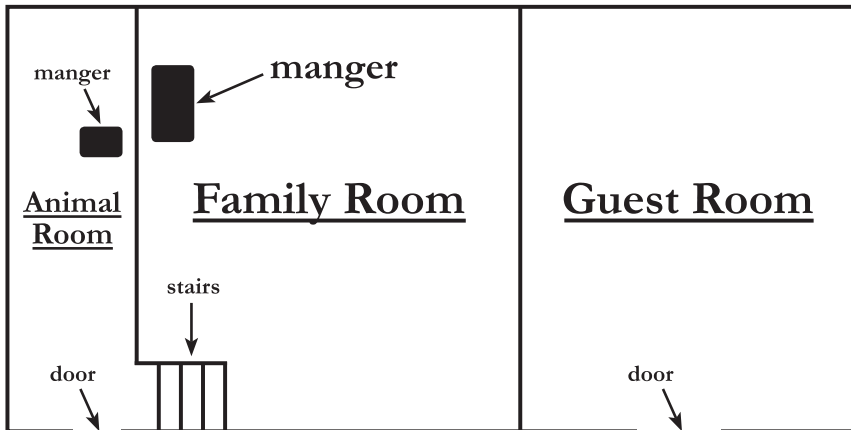 manger
manger
Animal
Room
Family Room
Guest Room
stairs
door
door